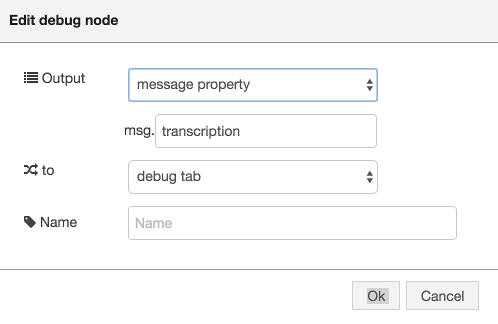 Edit debug node
Output message property
msg. transcription
to debug tab
Name Name
Ok Cancel